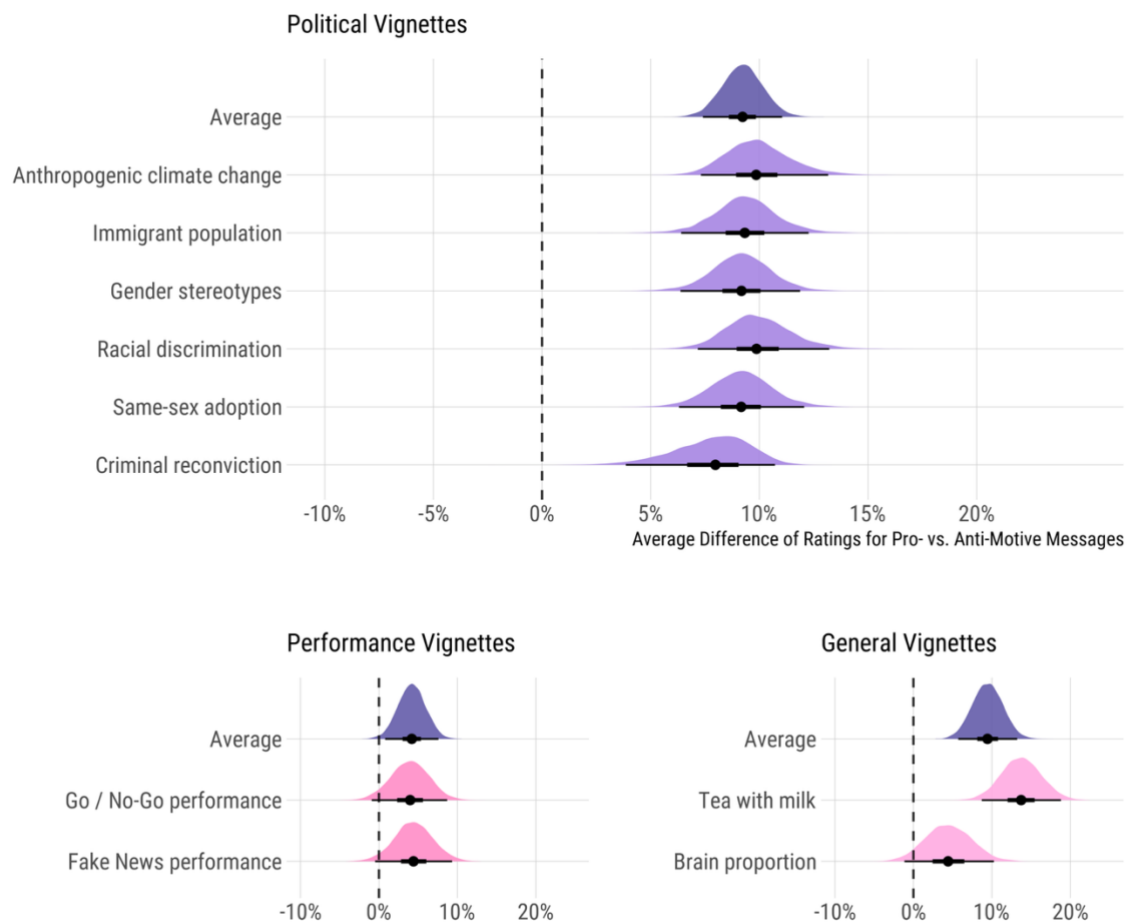 Political Vignettes
Average
Anthropogenic climate change
Immigrant population
Gender stereotypes
Racial discrimination
Same-sex adoption
Criminal reconviction
-10% -5% 0% 5% 10% 15% 20%
Average Difference of Ratings for Pro- vs. Anti-Motive Messages
Performance Vignettes
Average
Go / No-Go performance
Fake News performance
-10% 0% 10% 20%
General Vignettes
Average
Tea with milk
Brain proportion
-10% 0% 10% 20%